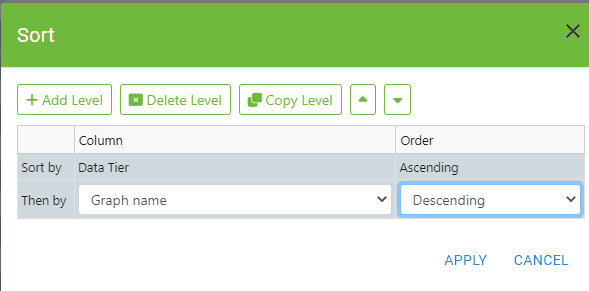 Sort
Add Level Delete Level Copy Level
Column Order
Sort by Data Tier Ascending
Then by Graph name Descending
APPLY CANCEL